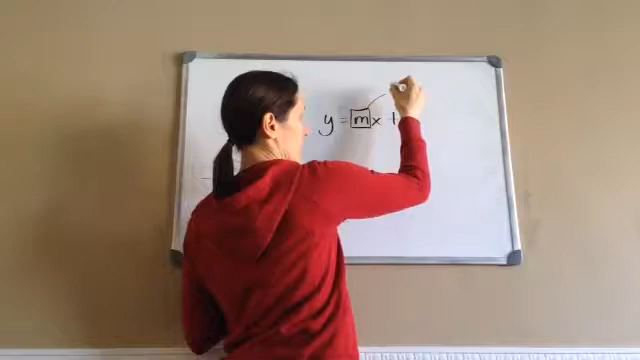 y = mx +